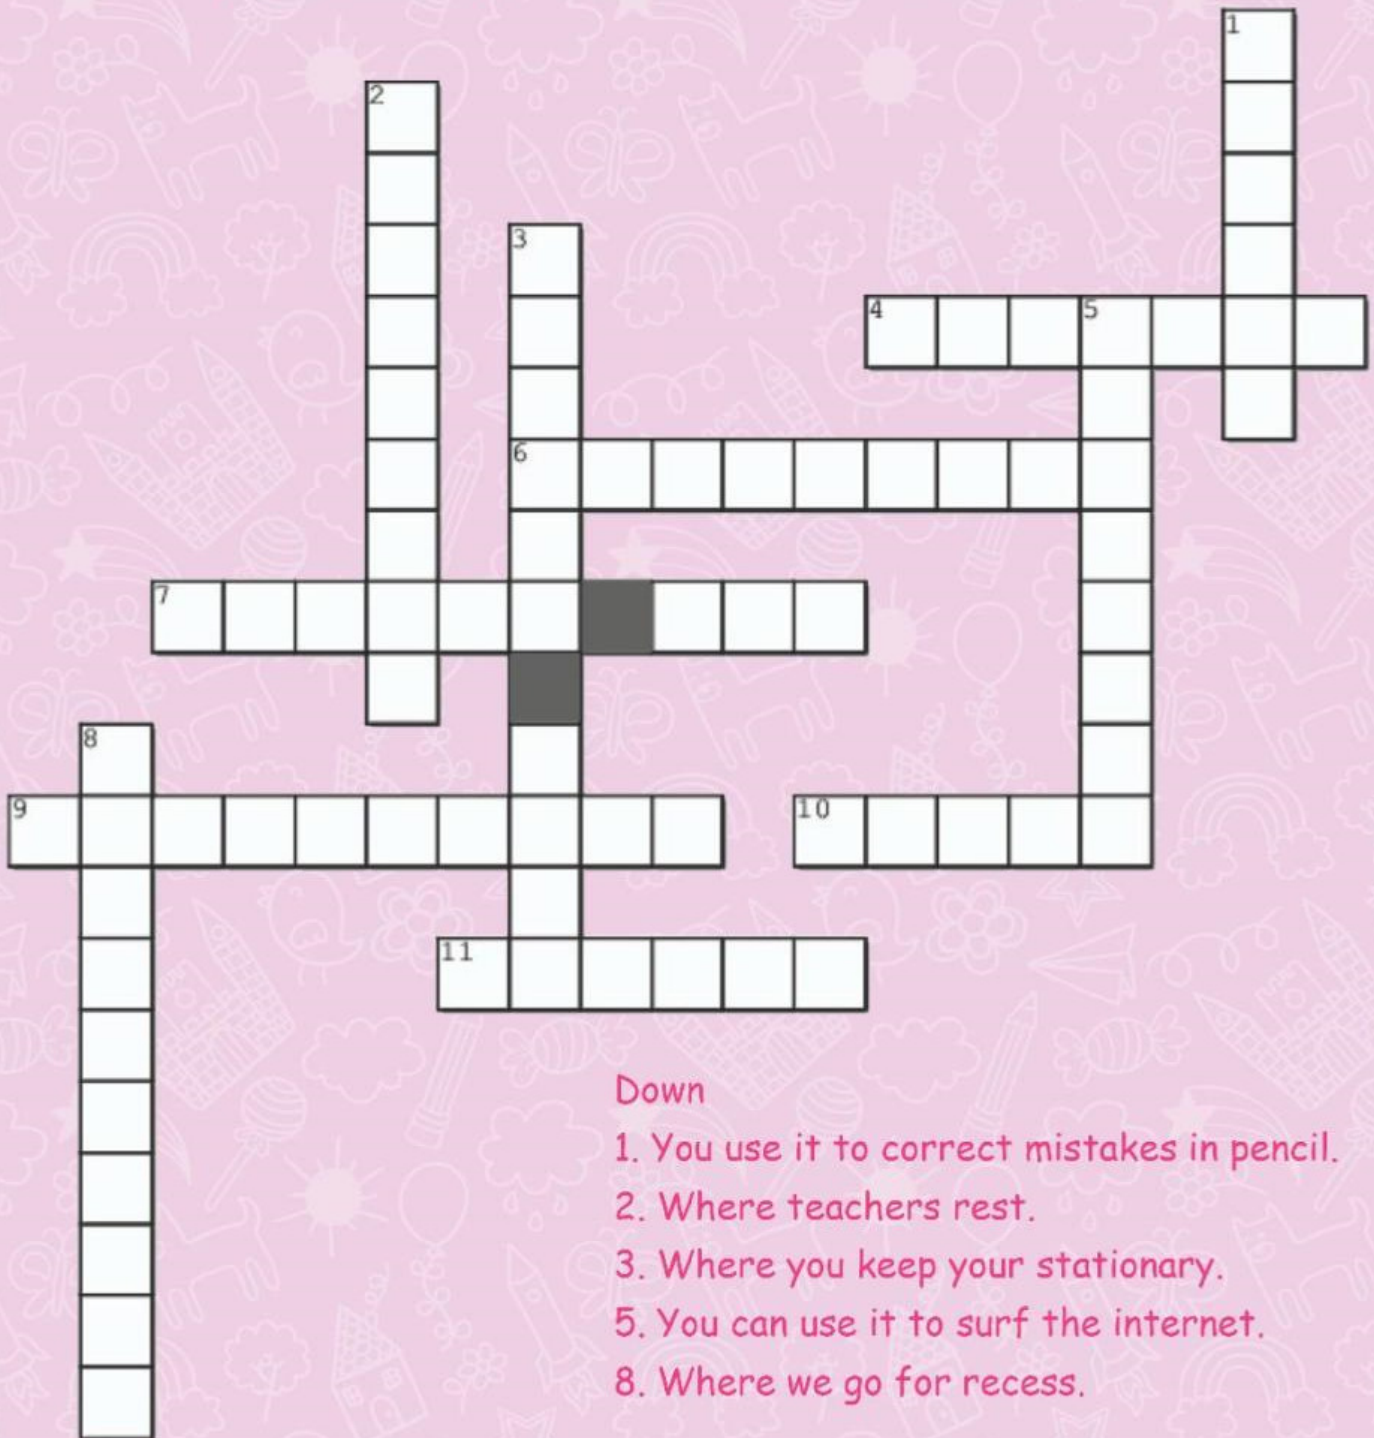 1
2
3
4
5
6
7
8
9
10
11
Down
1. You use it to correct mistakes in pencil.
2. Where teachers rest.
3. Where you keep your stationary.
5. You can use it to surf the internet.
8. Where we go for recess.